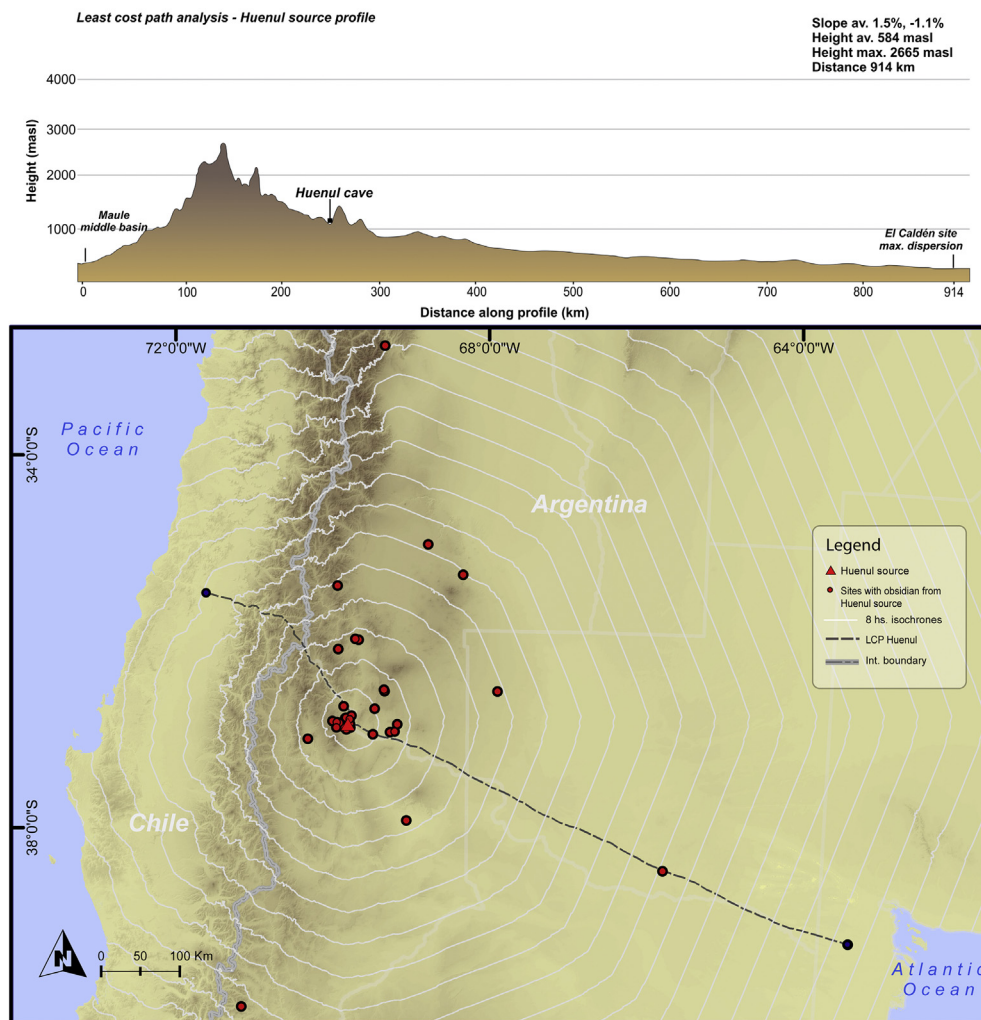 Least cost path analysis - Huenul source profile
Slope av. 1.5%, -1.1%
Height av. 584 masl
Height max. 2665 masl
Distance 914 km
Height (masl)
4000
3000
2000
1000
Maule
middle basin
Huenul cave
El Caldén site
max. dispersion
0 100 200 300 400 500 600 700 800 914
Distance along profile (km)
72°0'0"W 68°0'0"W 64°0'0"W
34°0'0"S
38°0'0"S
Pacific
Ocean
Argentina
Chile
Legend
Huenul source
Sites with obsidian from
Huenul source
8 hs. isochrones
LCP Huenul
Int. boundary
N
0 50 100 Km
Atlantic
Ocean